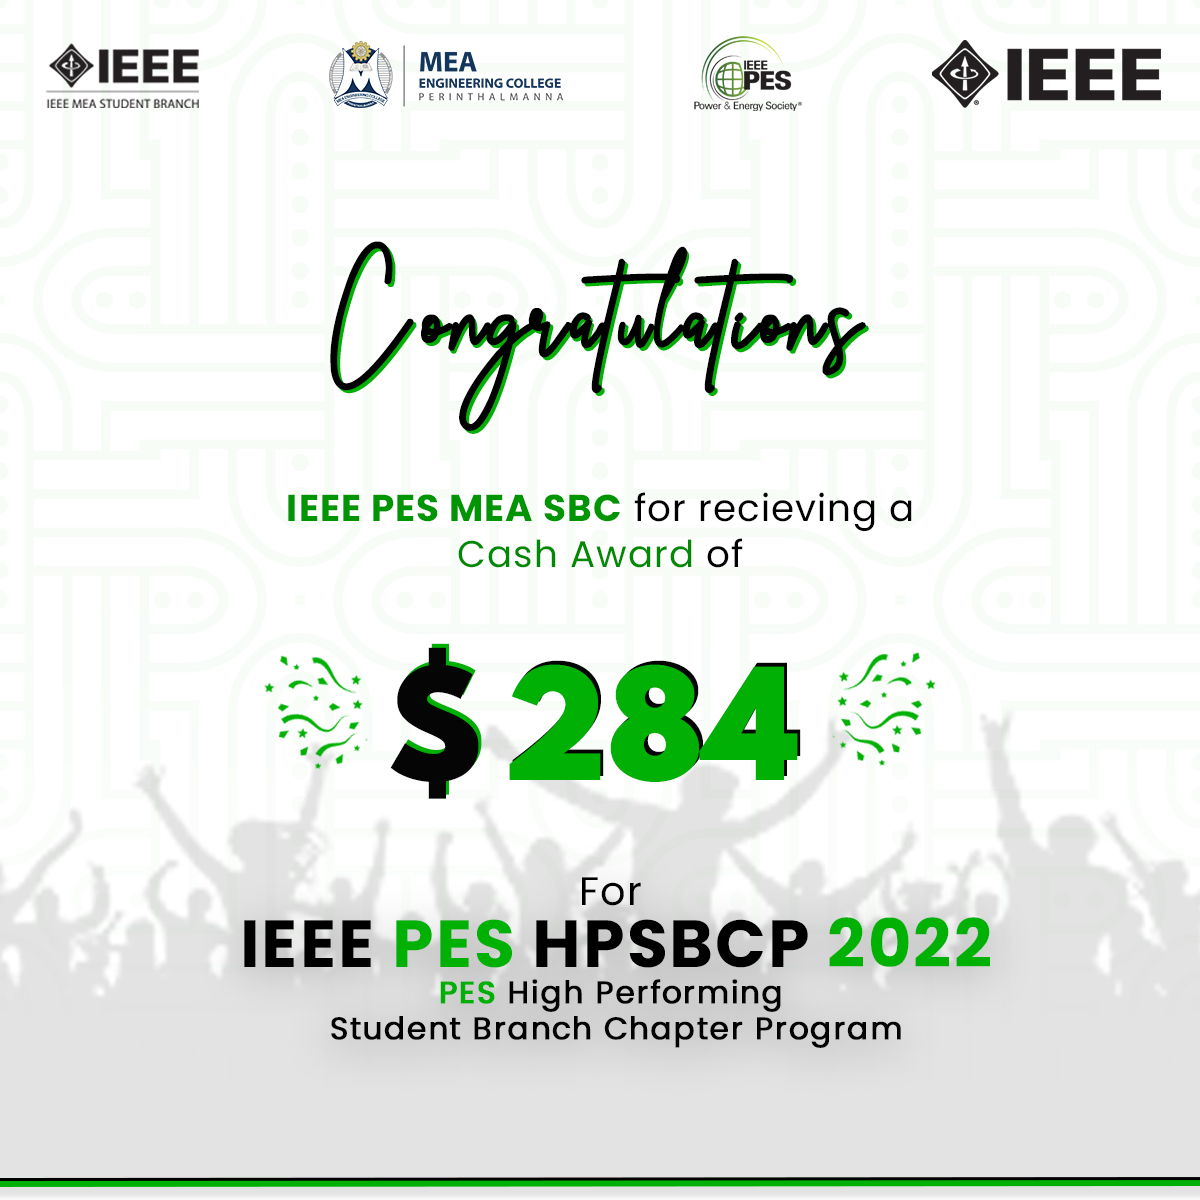 IEEE
IEEE MEA STUDENT BRANCH
MEA
ENGINEERING COLLEGE
PERINTHALMANNA
IEEE
PES
Power & Energy Society®
IEEE
Congratulations
IEEE PES MEA SBC for recieving a
Cash Award of
$ 284
For
IEEE PES HPSBCP 2022
PES High Performing
Student Branch Chapter Program